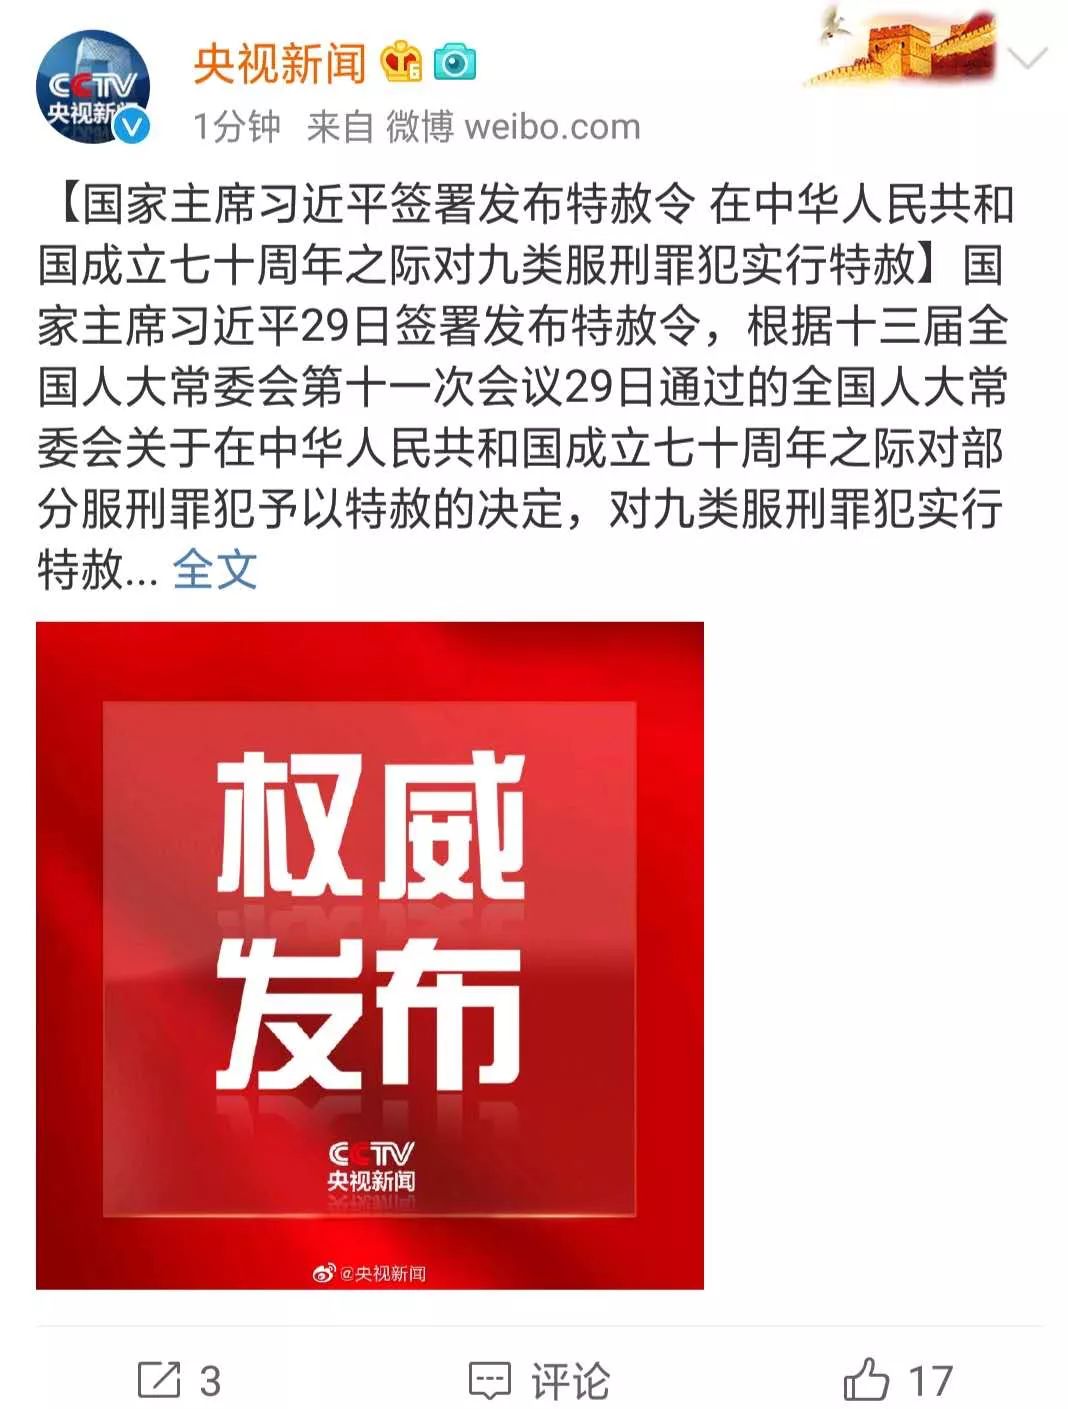 央视新闻
CCTV
央视新闻
1分钟 来自 微博 weibo.com
【国家主席习近平签署发布特赦令 在中华人民共和
国成立七十周年之际对九类服刑罪犯实行特赦】国
家主席习近平29日签署发布特赦令，根据十三届全
国人大常委会第十一次会议29日通过的全国人大常
委会关于在中华人民共和国成立七十周年之际对部
分服刑罪犯予以特赦的决定，对九类服刑罪犯实行
特赦... 全文
权威
发布
CCTV
央视新闻
@央视新闻
3 评论 17